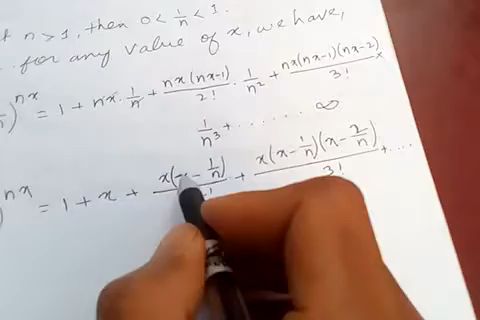 If n > 1, then 0 < 1/n < 1.
for any value of x, we have,
)^{nx} = 1 + nx · 1/n + nx(nx-1)/2! · 1/n² + nx(nx-1)(nx-2)/3! ×
1/n³ + ...... ∞
)^{nx} = 1 + x + x(x - 1/n)/! + x(x - 1/n)(x - 2/n)/3! + ...